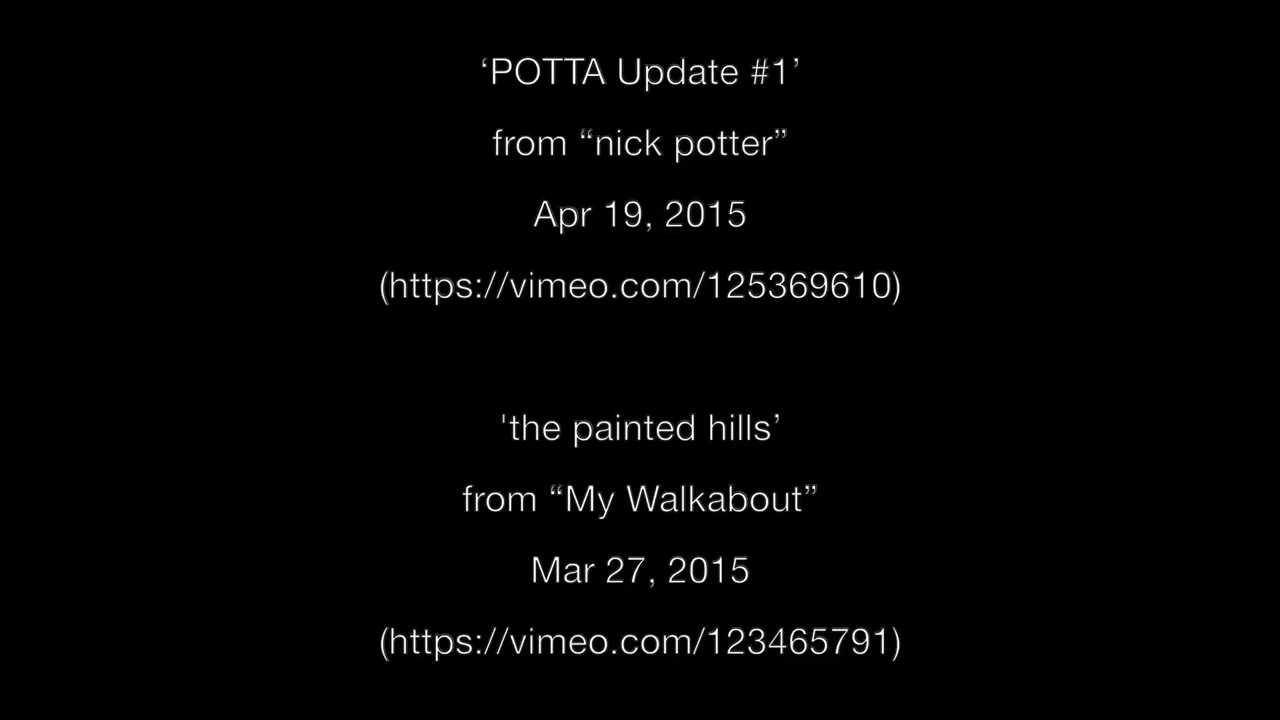 ‘POTTA Update #1’
from “nick potter”
Apr 19, 2015
(https://vimeo.com/125369610)
'the painted hills’
from “My Walkabout”
Mar 27, 2015
(https://vimeo.com/123465791)